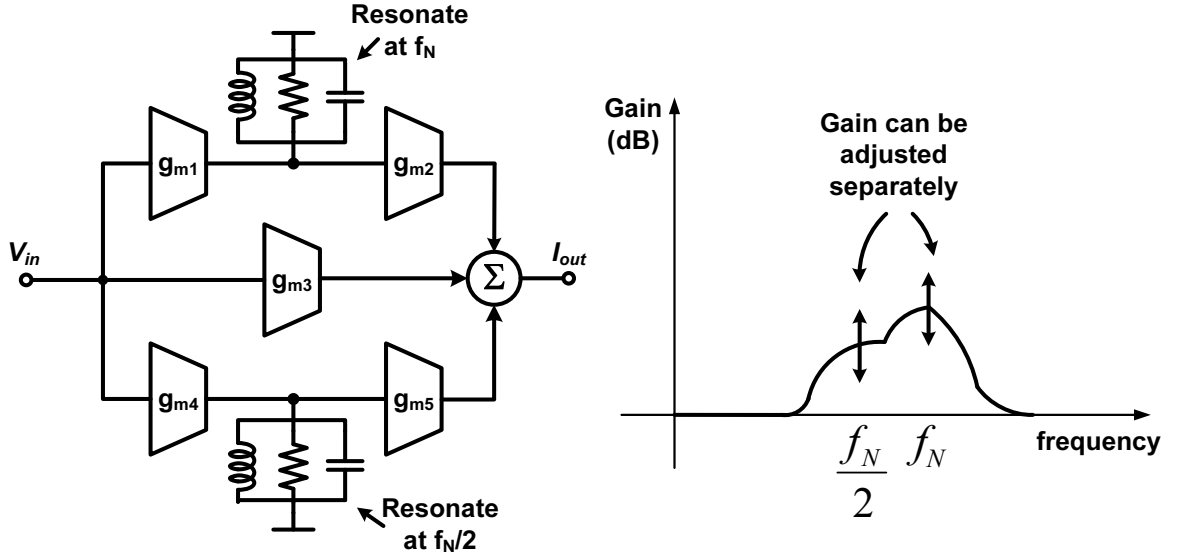 Resonate
at fN
gm1
gm2
Vin
gm3
Σ
Iout
gm4
gm5
Resonate
at fN/2
Gain
(dB)
Gain can be
adjusted
separately
fN
2
fN
frequency